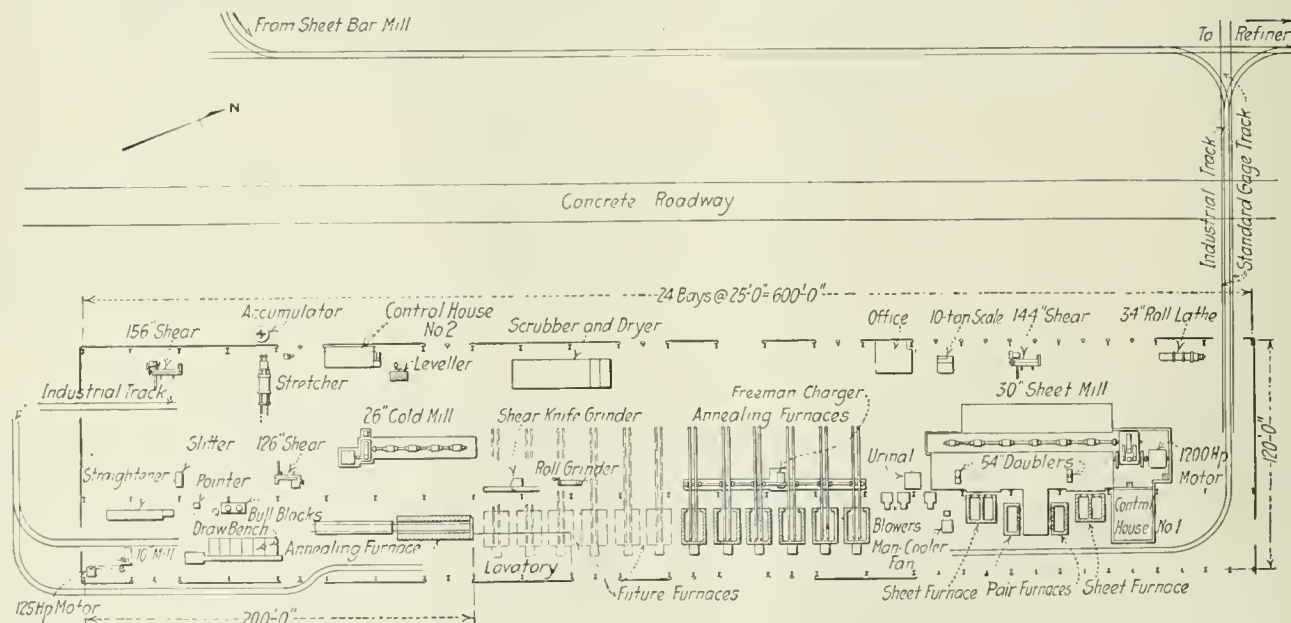 From Sheet Bar Mill
To Refiner
N
Industrial Track
Standard Gage Track
Concrete Roadway
24 Bays @ 25'-0" = 600'-0"
156" Shear
Accumulator
Control House
No 2
Scrubber and Dryer
Office
10-ton Scale
144" Shear
34" Roll Lathe
Leveller
Stretcher
Industrial Track
26" Cold Mill
Shear Knife Grinder
Freeman Charger
Annealing Furnaces
30" Sheet Mill
120'-0"
Slitter
126" Shear
Straightener
Pointer
Roll Grinder
Urinal
54" Doublers
1200 Hp
Motor
Bull Blocks
Draw Bench
Annealing Furnace
Blowers
Control
House No 1
Man-Cooler
Fan
Mill
Lavatory
Future Furnaces
Sheet Furnace
Pair Furnaces
Sheet Furnace
125 Hp Motor
200'-0"